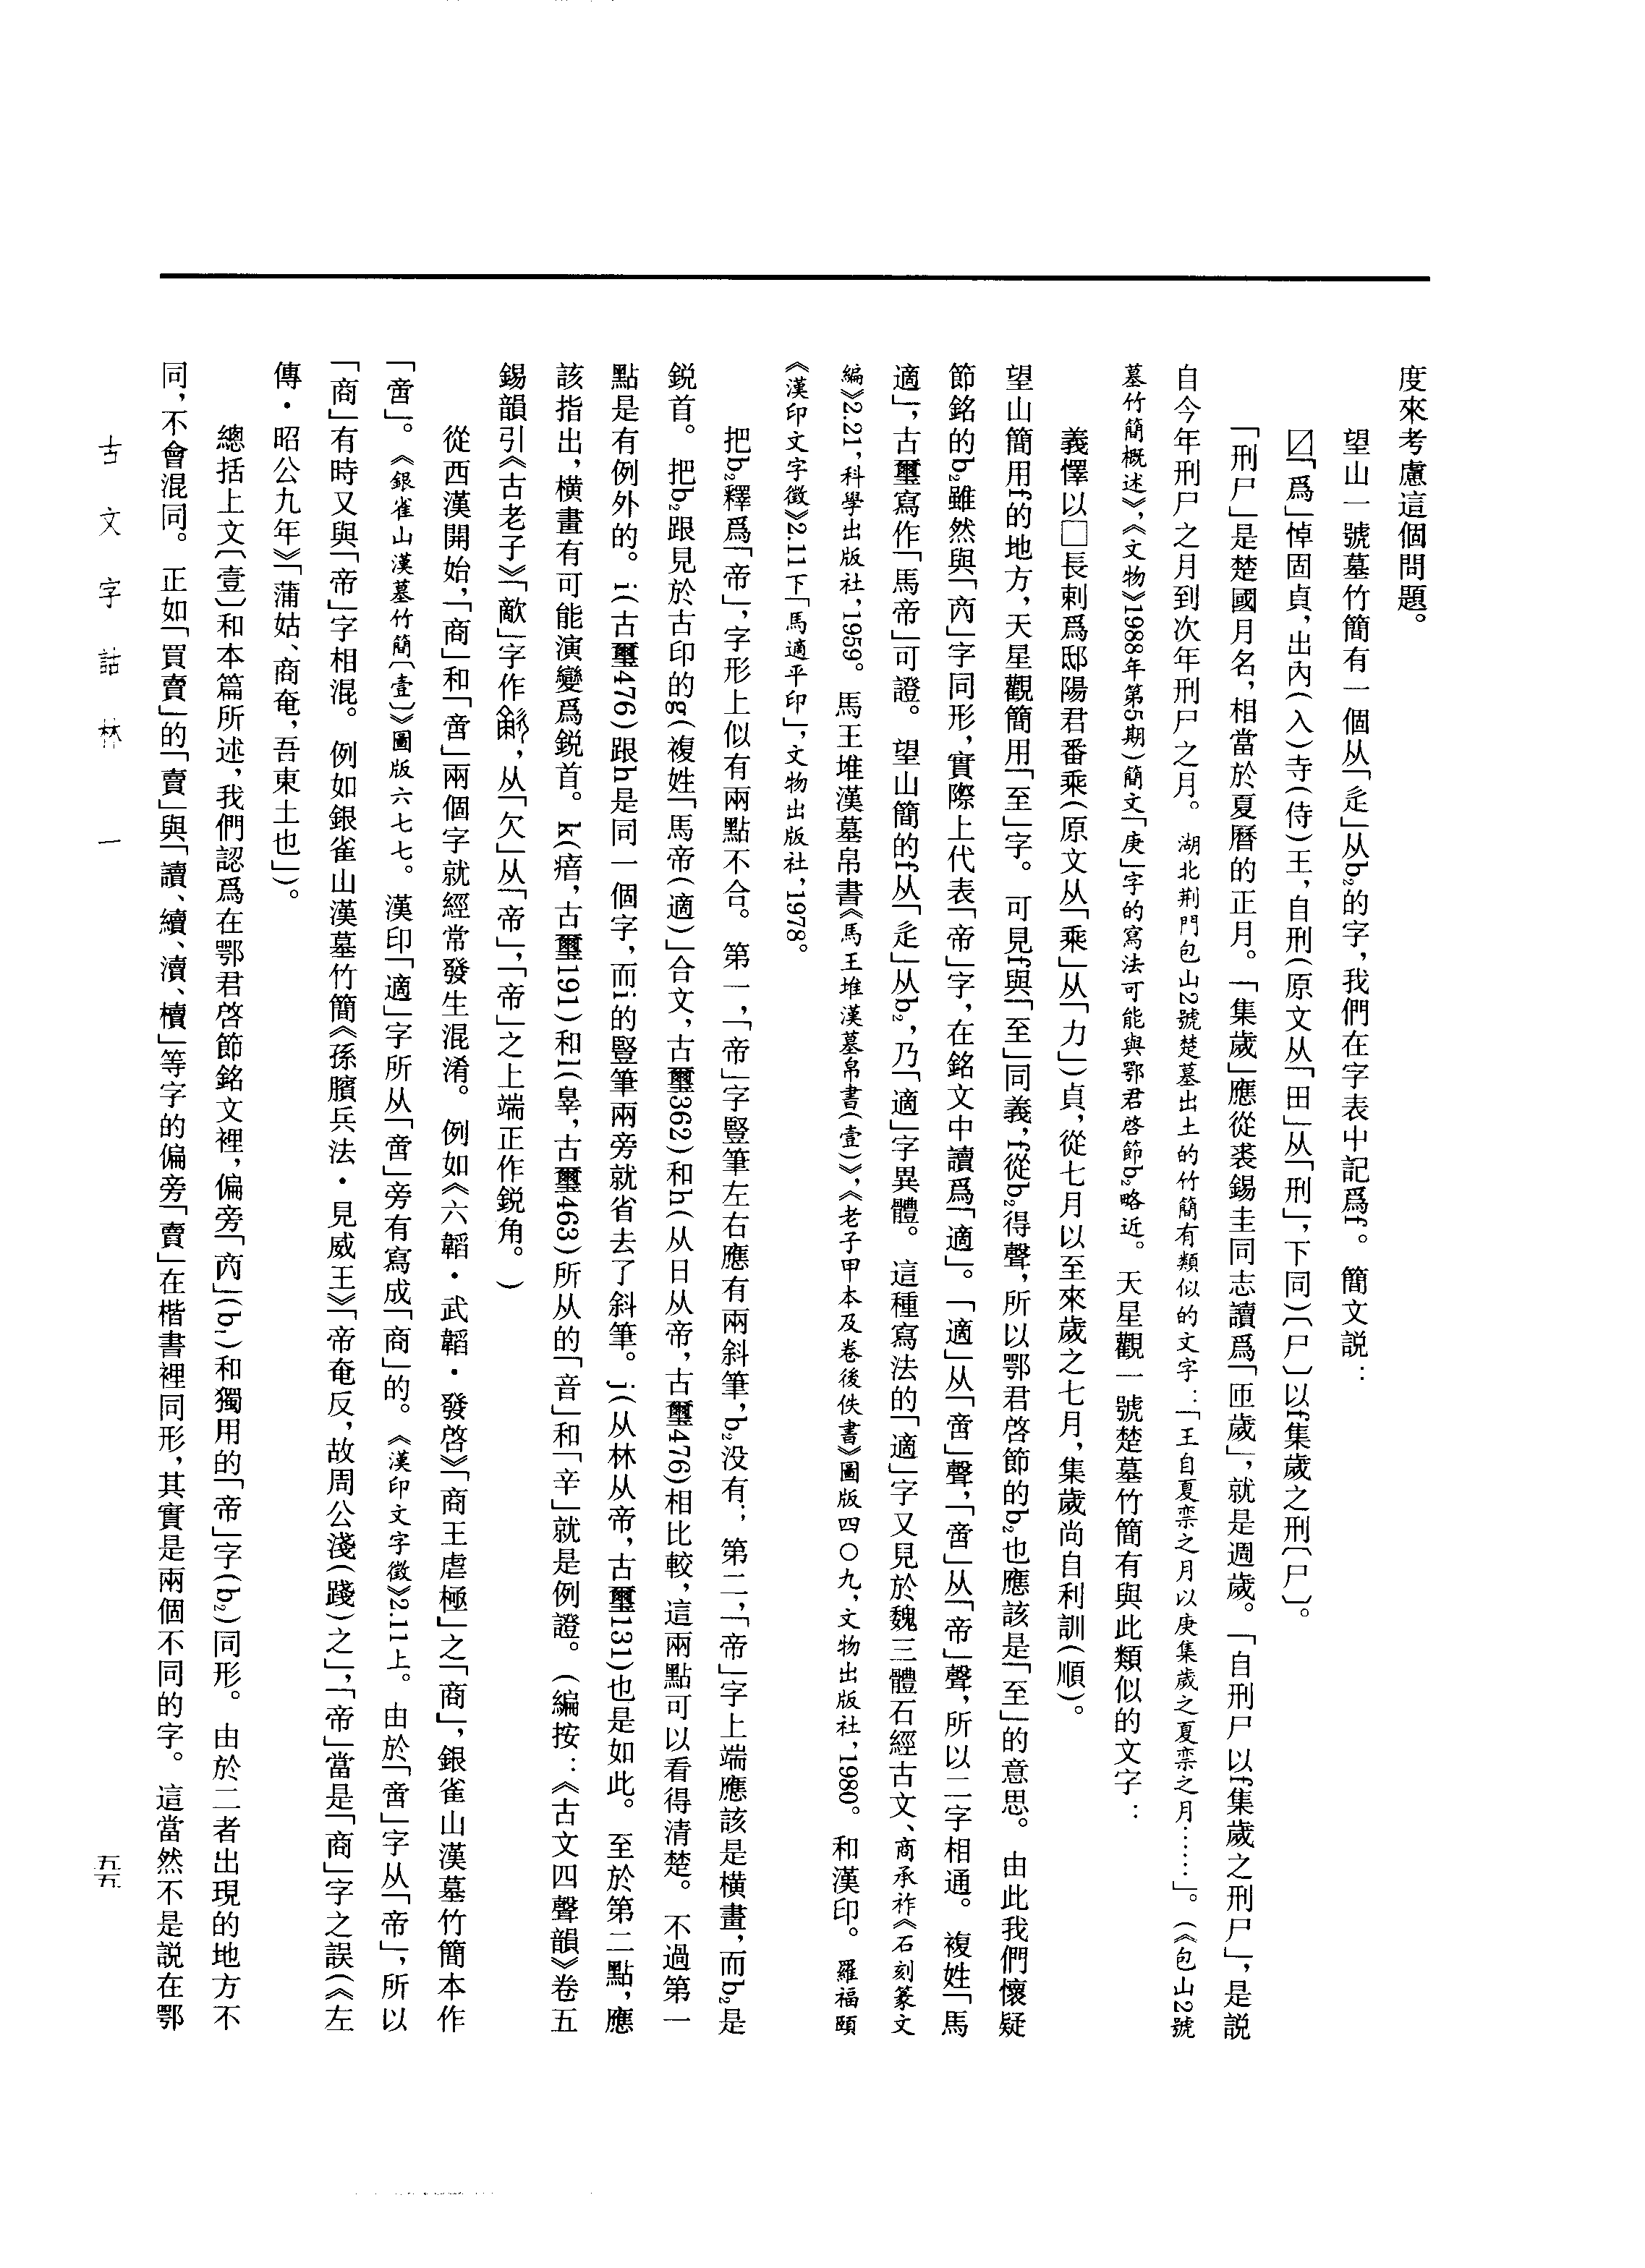 度來考慮這個問題。
望山一號墓竹簡有一個从「辵」从b₂的字，我們在字表中記爲f。簡文説：
☑「爲」悼固貞，出內(入)寺(侍)王，自刑(原文从「田」从「刑」，下同)〔尸〕以f集歲之刑〔尸〕。
「刑尸」是楚國月名，相當於夏曆的正月。「集歲」應從裘錫圭同志讀爲「匝歲」，就是週歲。「自刑尸以f集歲之刑尸」，是説
自今年刑尸之月到次年刑尸之月。湖北荆門包山2號楚墓出土的竹簡有類似的文字：「王自夏柰之月以庚集歲之夏柰之月……」。(《包山2號
墓竹簡概述》，《文物》1988年第5期)簡文「庚」字的寫法可能與鄂君啓節b₂略近。天星觀一號楚墓竹簡有與此類似的文字：
義懌以□長剌爲邸陽君番乘(原文从「乘」从「力」)貞，從七月以至來歲之七月，集歲尚自利訓(順)。
望山簡用f的地方，天星觀簡用「至」字。可見f與「至」同義，f從b₂得聲，所以鄂君啓節的b₂也應該是「至」的意思。由此我們懷疑
節銘的b₂雖然與「㐭」字同形，實際上代表「帝」字，在銘文中讀爲「適」。「適」从「啻」聲，「啻」从「帝」聲，所以二字相通。複姓「馬
適」，古璽寫作「馬帝」可證。望山簡的f从「辵」从b₂，乃「適」字異體。這種寫法的「適」字又見於魏三體石經古文、商承祚《石刻篆文
編》2.21，科學出版社，1959。馬王堆漢墓帛書《馬王堆漢墓帛書(壹)》，《老子甲本及卷後佚書》圖版四〇九，文物出版社，1980。和漢印。羅福頤
《漢印文字徵》2.11下「馬適平印」，文物出版社，1978。
把b₂釋爲「帝」，字形上似有兩點不合。第一，「帝」字豎筆左右應有兩斜筆，b₂没有；第二，「帝」字上端應該是橫畫，而b₂是
鋭首。把b₂跟見於古印的g(複姓「馬帝(適)」合文，古璽362)和h(从日从帝，古璽476)相比較，這兩點可以看得清楚。不過第一
點是有例外的。i(古璽476)跟h是同一個字，而i的豎筆兩旁就省去了斜筆。j(从林从帝，古璽131)也是如此。至於第二點，應
該指出，橫畫有可能演變爲鋭首。k(瘖，古璽191)和l(辠，古璽463)所从的「音」和「辛」就是例證。(編按：《古文四聲韻》卷五
錫韻引《古老子》「敵」字作，从「欠」从「帝」，「帝」之上端正作鋭角。)
從西漢開始，「商」和「啻」兩個字就經常發生混淆。例如《六韜·武韜·發啓》「商王虐極」之「商」，銀雀山漢墓竹簡本作
「啻」。《銀雀山漢墓竹簡〔壹〕》圖版六七七。漢印「適」字所从「啻」旁有寫成「商」的。《漢印文字徵》2.11上。由於「啻」字从「帝」，所以
「商」有時又與「帝」字相混。例如銀雀山漢墓竹簡《孫臏兵法·見威王》「帝奄反，故周公淺(踐)之」，「帝」當是「商」字之誤(《左
傳·昭公九年》「蒲姑、商奄，吾東土也」)。
總括上文〔壹〕和本篇所述，我們認爲在鄂君啓節銘文裡，偏旁「㐭」(b₁)和獨用的「帝」字(b₂)同形。由於二者出現的地方不
同，不會混同。正如「買賣」的「賣」與「讀、續、瀆、櫝」等字的偏旁「賣」在楷書裡同形，其實是兩個不同的字。這當然不是説在鄂
古文字詁林 一
五五